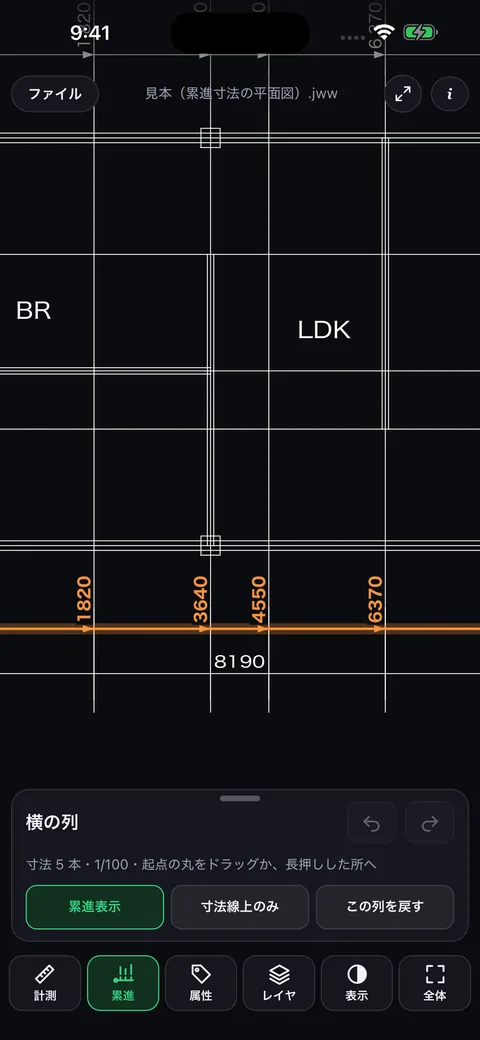 9:41
6,370
ファイル
見本（累進寸法の平面図）.jww
i
BR
LDK
1820
3640
4550
6370
8190
横の列
寸法 5 本・1/100・起点の丸をドラッグか、長押しした所へ
累進表示
寸法線上のみ
この列を戻す
計測
累進
属性
レイヤ
表示
全体